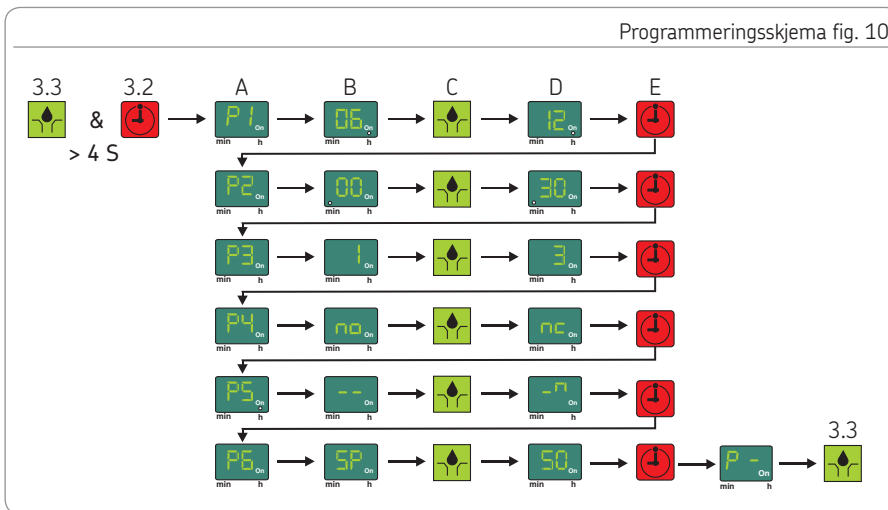 Programmeringsskjema fig. 10
3.3 3.2 A B C D E
& P1 On 06 On 12 On
min h min h min h
> 4 S
P2 On 00 On 30 On
min h min h min h
P3 On 1 On 3 On
min h min h min h
P4 On no On nc On
min h min h min h
P5 On -- On -n On
min h min h min h
3.3
P6 On SP On SO On P - On
min h min h min h min h